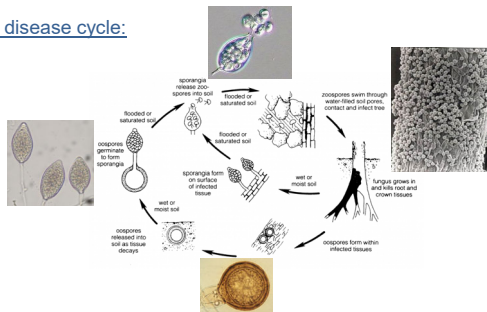 disease cycle:
sporangia
release zoo-
spores into soil
flooded or
saturated soil
zoospores swim through
water-filled soil pores,
contact and infect tree
flooded or
saturated soil
flooded or
saturated soil
oospores
germinate
to form
sporangia
sporangia form
on surface
of infected
tissue
wet or
moist soil
fungus grows in
and kills root and
crown tissues
wet or
moist soil
oospores
released into
soil as tissue
decays
oospores form within
infected tissues